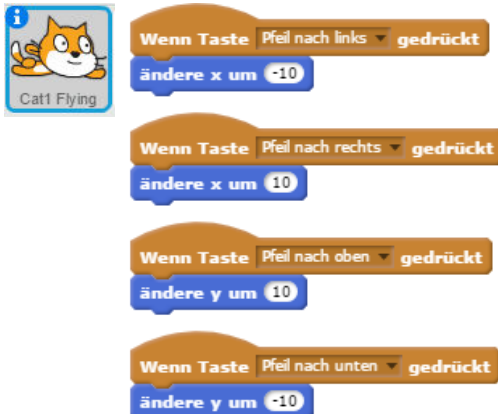 i
Cat1 Flying
Wenn Taste Pfeil nach links gedrückt
ändere x um -10
Wenn Taste Pfeil nach rechts gedrückt
ändere x um 10
Wenn Taste Pfeil nach oben gedrückt
ändere y um 10
Wenn Taste Pfeil nach unten gedrückt
ändere y um -10